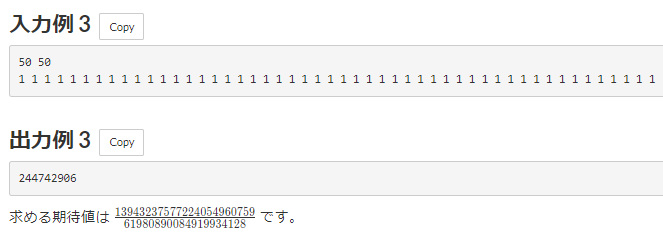 入力例 3 Copy
50 50
1 1 1 1 1 1 1 1 1 1 1 1 1 1 1 1 1 1 1 1 1 1 1 1 1 1 1 1 1 1 1 1 1 1 1 1 1 1 1 1 1 1 1 1 1 1 1 1 1 1
出力例 3 Copy
244742906
求める期待値は 13943237577224054960759/61980890084919934128 です。